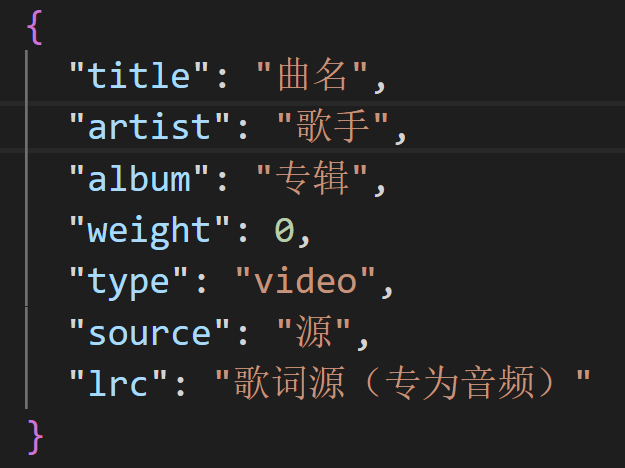 {
"title": "曲名",
"artist": "歌手",
"album": "专辑",
"weight": 0,
"type": "video",
"source": "源",
"lrc": "歌词源（专为音频）"
}